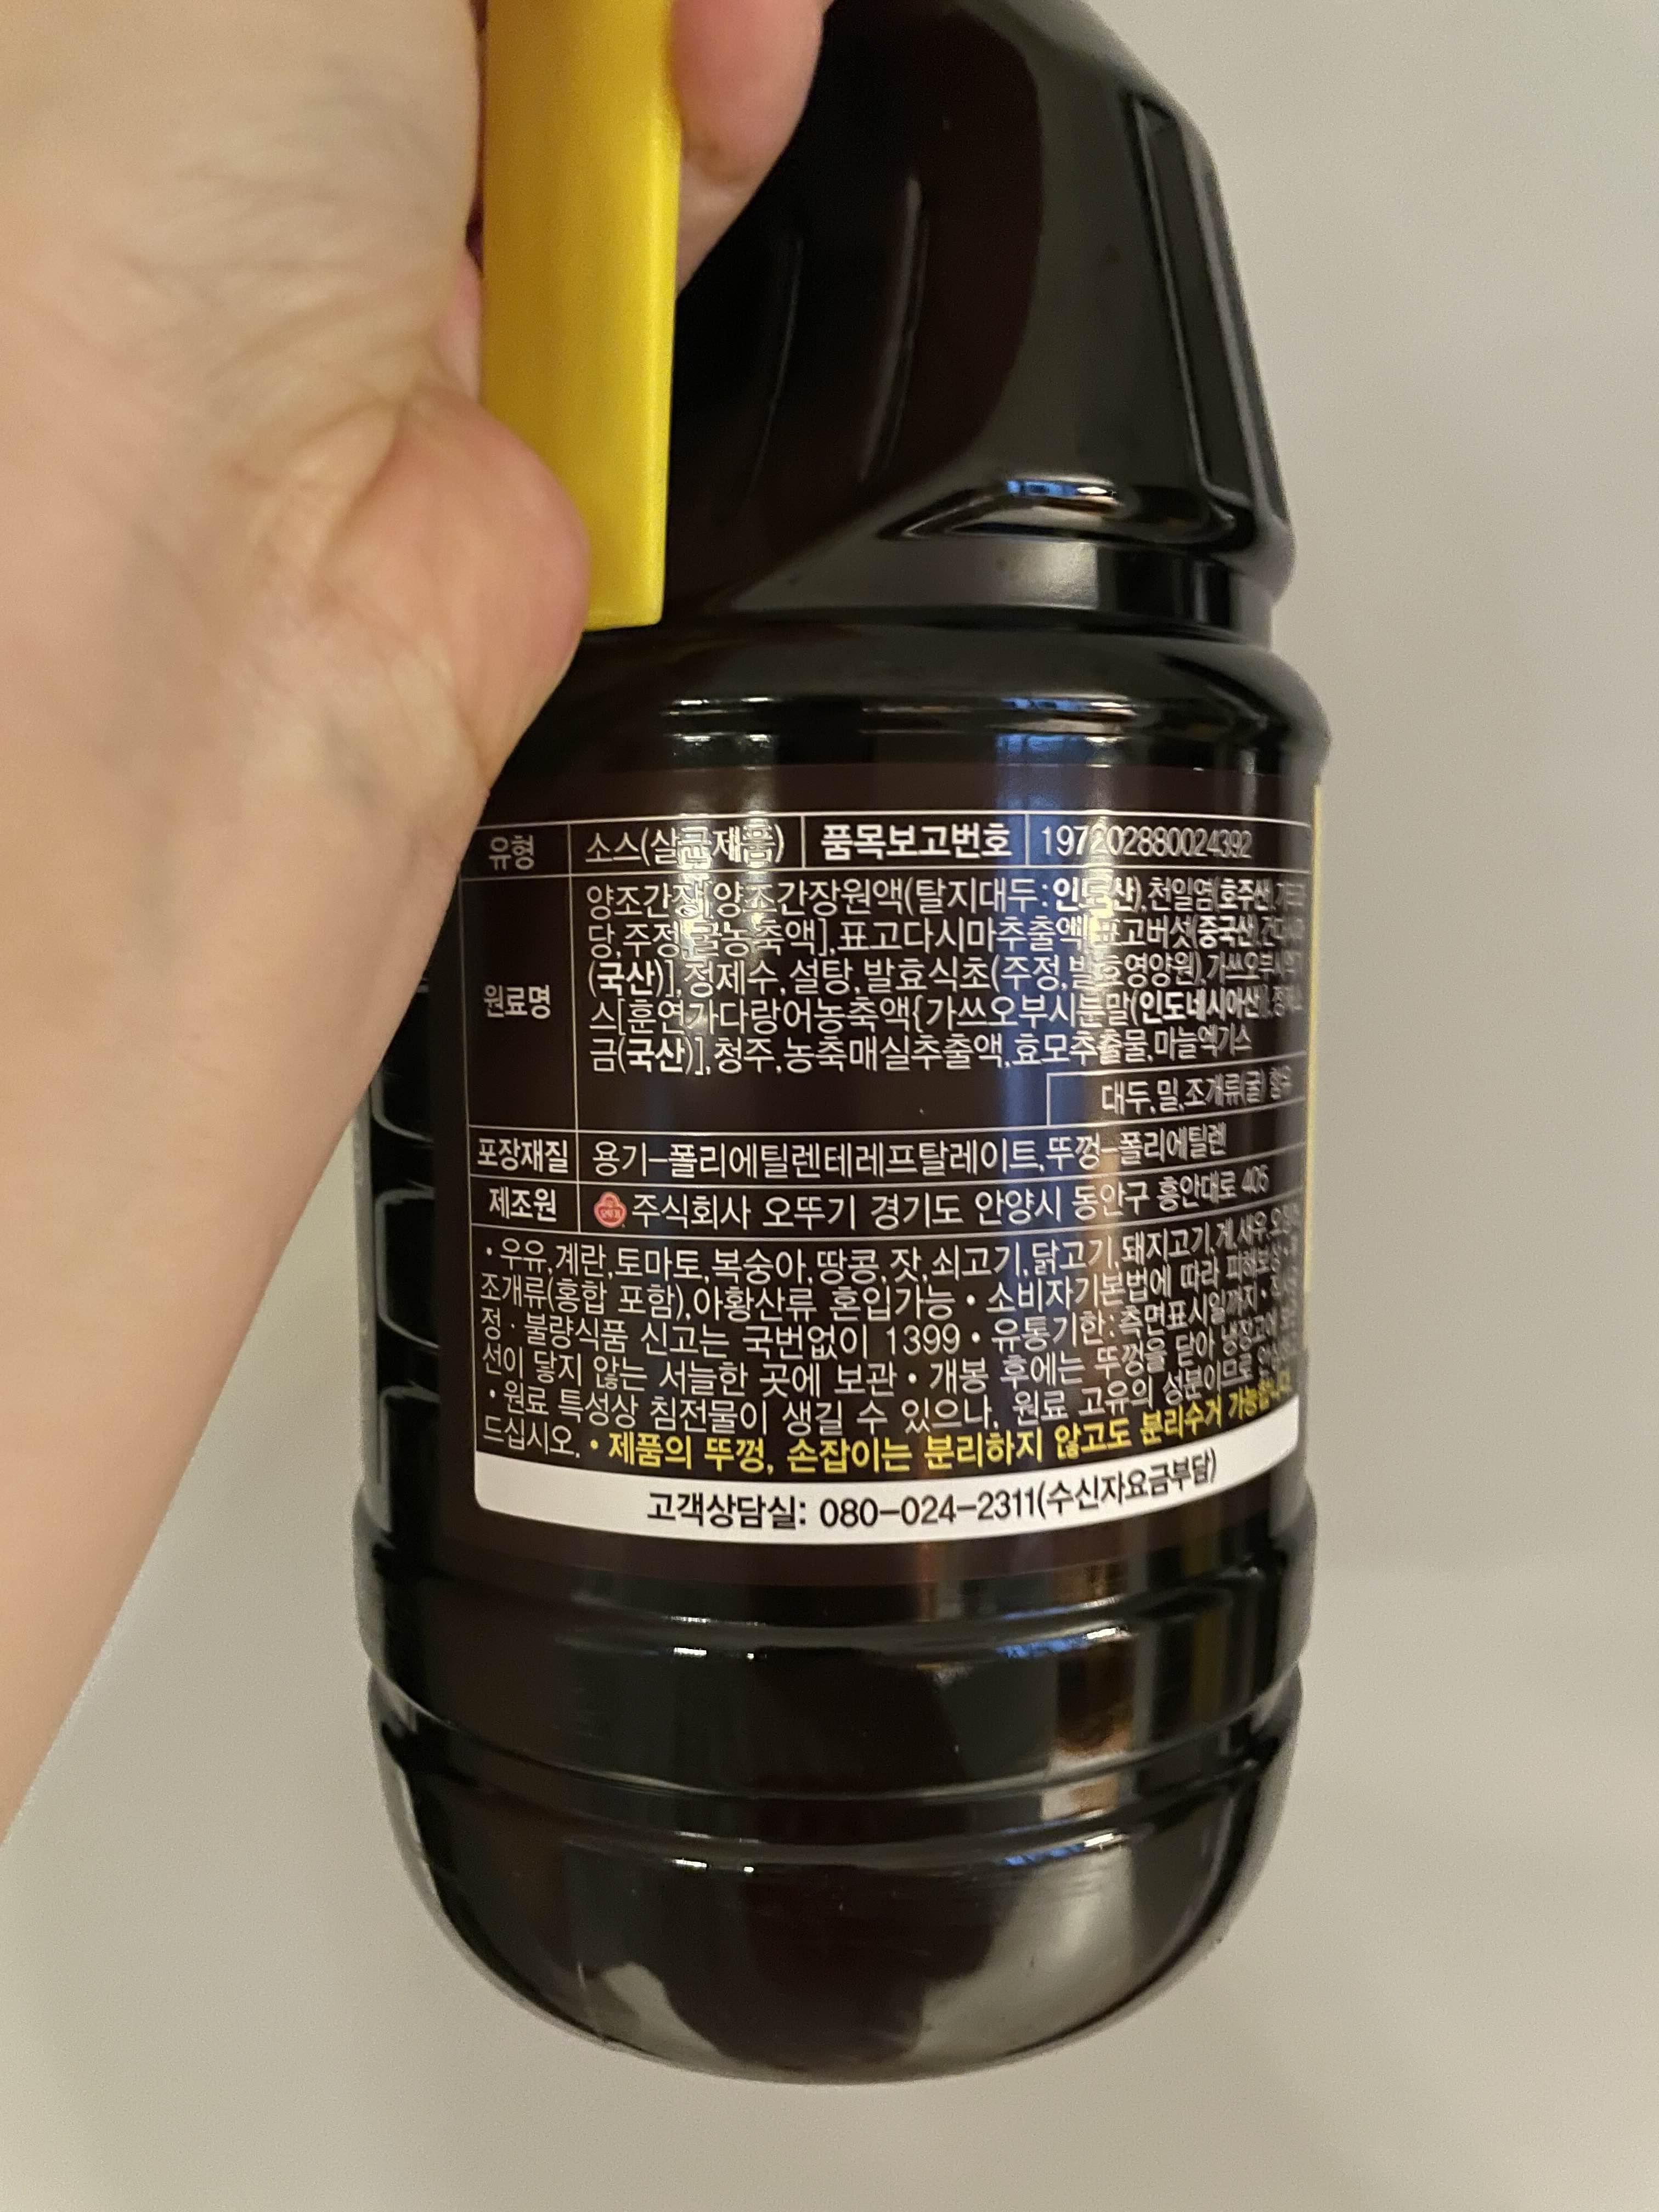 유형 소스(살균제품) 품목보고번호 197202880024392
원료명 양조간장[양조간장원액(탈지대두:인도산),천일염(호주산),
당,주정,굴농축액],표고다시마추출액 표고버섯(중국산),
(국산)],정제수,설탕,발효식초(주정,발효영양원),가쓰오부시엑기
스[훈연가다랑어농축액{가쓰오부시분말(인도네시아산)},
금(국산)],청주,농축매실추출액,효모추출물,마늘엑기스
대두,밀,조개류(굴) 함유
포장재질 용기-폴리에틸렌테레프탈레이트,뚜껑-폴리에틸렌
제조원 주식회사 오뚜기 경기도 안양시 동안구 흥안대로 405
•우유,계란,토마토,복숭아,땅콩,잣,쇠고기,닭고기,돼지고기,게,새우,
조개류(홍합 포함),아황산류 혼입가능 • 소비자기본법에 따라 피해보상
정·불량식품 신고는 국번없이 1399 • 유통기한:측면표시일까지 •
선이 닿지 않는 서늘한 곳에 보관 • 개봉 후에는 뚜껑을 닫아 냉장고에
•원료 특성상 침전물이 생길 수 있으나, 원료 고유의 성분이므로
드십시오. • 제품의 뚜껑, 손잡이는 분리하지 않고도 분리수거 가능합니다.
고객상담실: 080-024-2311(수신자요금부담)